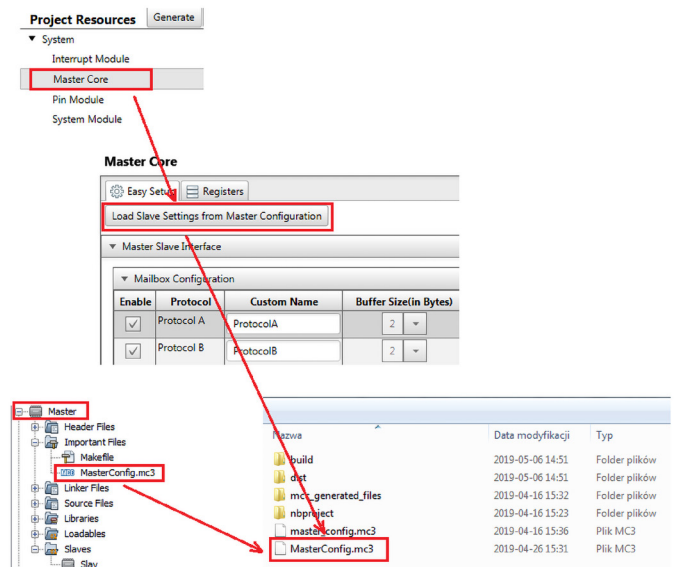 Project Resources Generate
System
Interrupt Module
Master Core
Pin Module
System Module
Master Core
Easy Setup Registers
Load Slave Settings from Master Configuration
Master Slave Interface
Mailbox Configuration
Enable Protocol Custom Name Buffer Size(in Bytes)
Protocol A ProtocolA 2
Protocol B ProtocolB 2
Master
Header Files
Important Files
Makefile
MasterConfig.mc3
Linker Files
Source Files
Libraries
Loadables
Slaves
Slav
Nazwa Data modyfikacji Typ
build 2019-05-06 14:51 Folder plików
dist 2019-05-06 14:51 Folder plików
mcc_generated_files 2019-04-16 15:32 Folder plików
nbproject 2019-04-16 15:23 Folder plików
master_config.mc3 2019-04-16 15:36 Plik MC3
MasterConfig.mc3 2019-04-26 15:31 Plik MC3